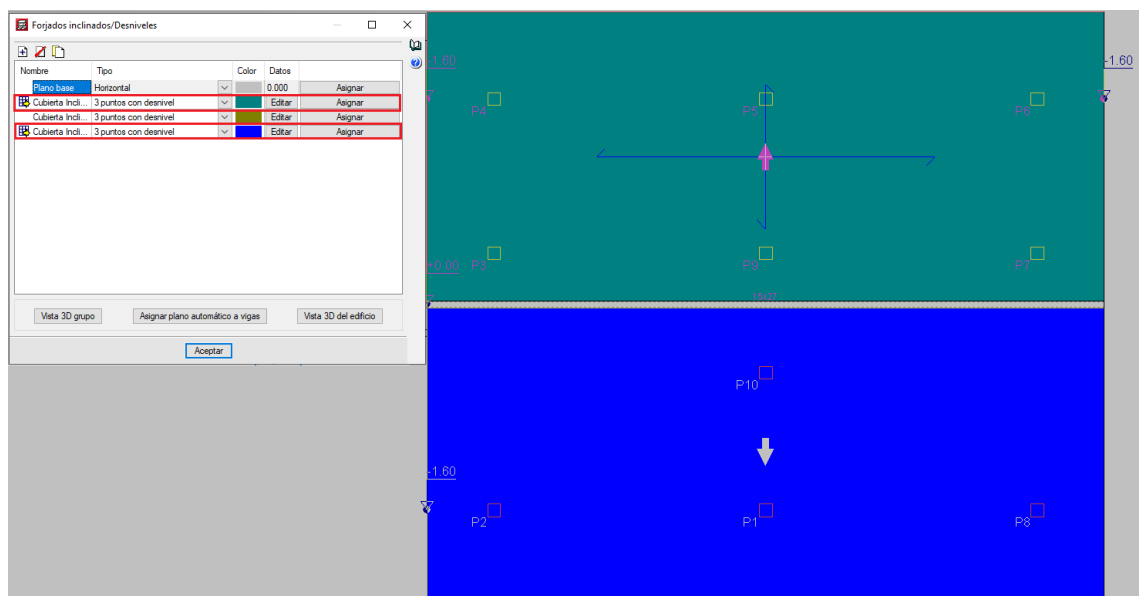 Forjados inclinados/Desniveles
Nombre Tipo Color Datos
Plano base Horizontal 0.000 Asignar
Cubierta Incli... 3 puntos con desnivel Editar Asignar
Cubierta Incli... 3 puntos con desnivel Editar Asignar
Cubierta Incli... 3 puntos con desnivel Editar Asignar
Vista 3D grupo Asignar plano automático a vigas Vista 3D del edificio
Aceptar
-1.60 -1.60
P4 P5 P6
+0.00 P3 P9 P7
15x27
P10
-1.60
P2 P1 P8